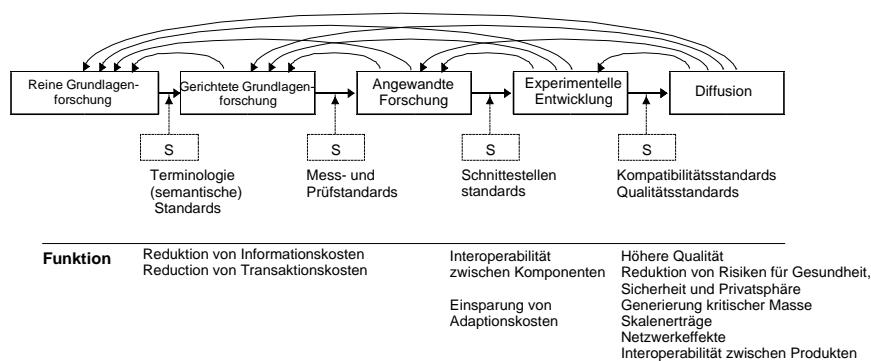 Reine Grundlagen-
forschung
Gerichtete Grundlagen-
forschung
Angewandte
Forschung
Experimentelle
Entwicklung
Diffusion
S
S
S
S
Terminologie
(semantische)
Standards
Mess- und
Prüfstandards
Schnittestellen
standards
Kompatibilitätsstandards
Qualitätsstandards
Funktion
Reduktion von Informationskosten
Reduction von Transaktionskosten
Interoperabilität
zwischen Komponenten
Einsparung von
Adaptionskosten
Höhere Qualität
Reduktion von Risiken für Gesundheit,
Sicherheit und Privatsphäre
Generierung kritischer Masse
Skalenerträge
Netzwerkeffekte
Interoperabilität zwischen Produkten